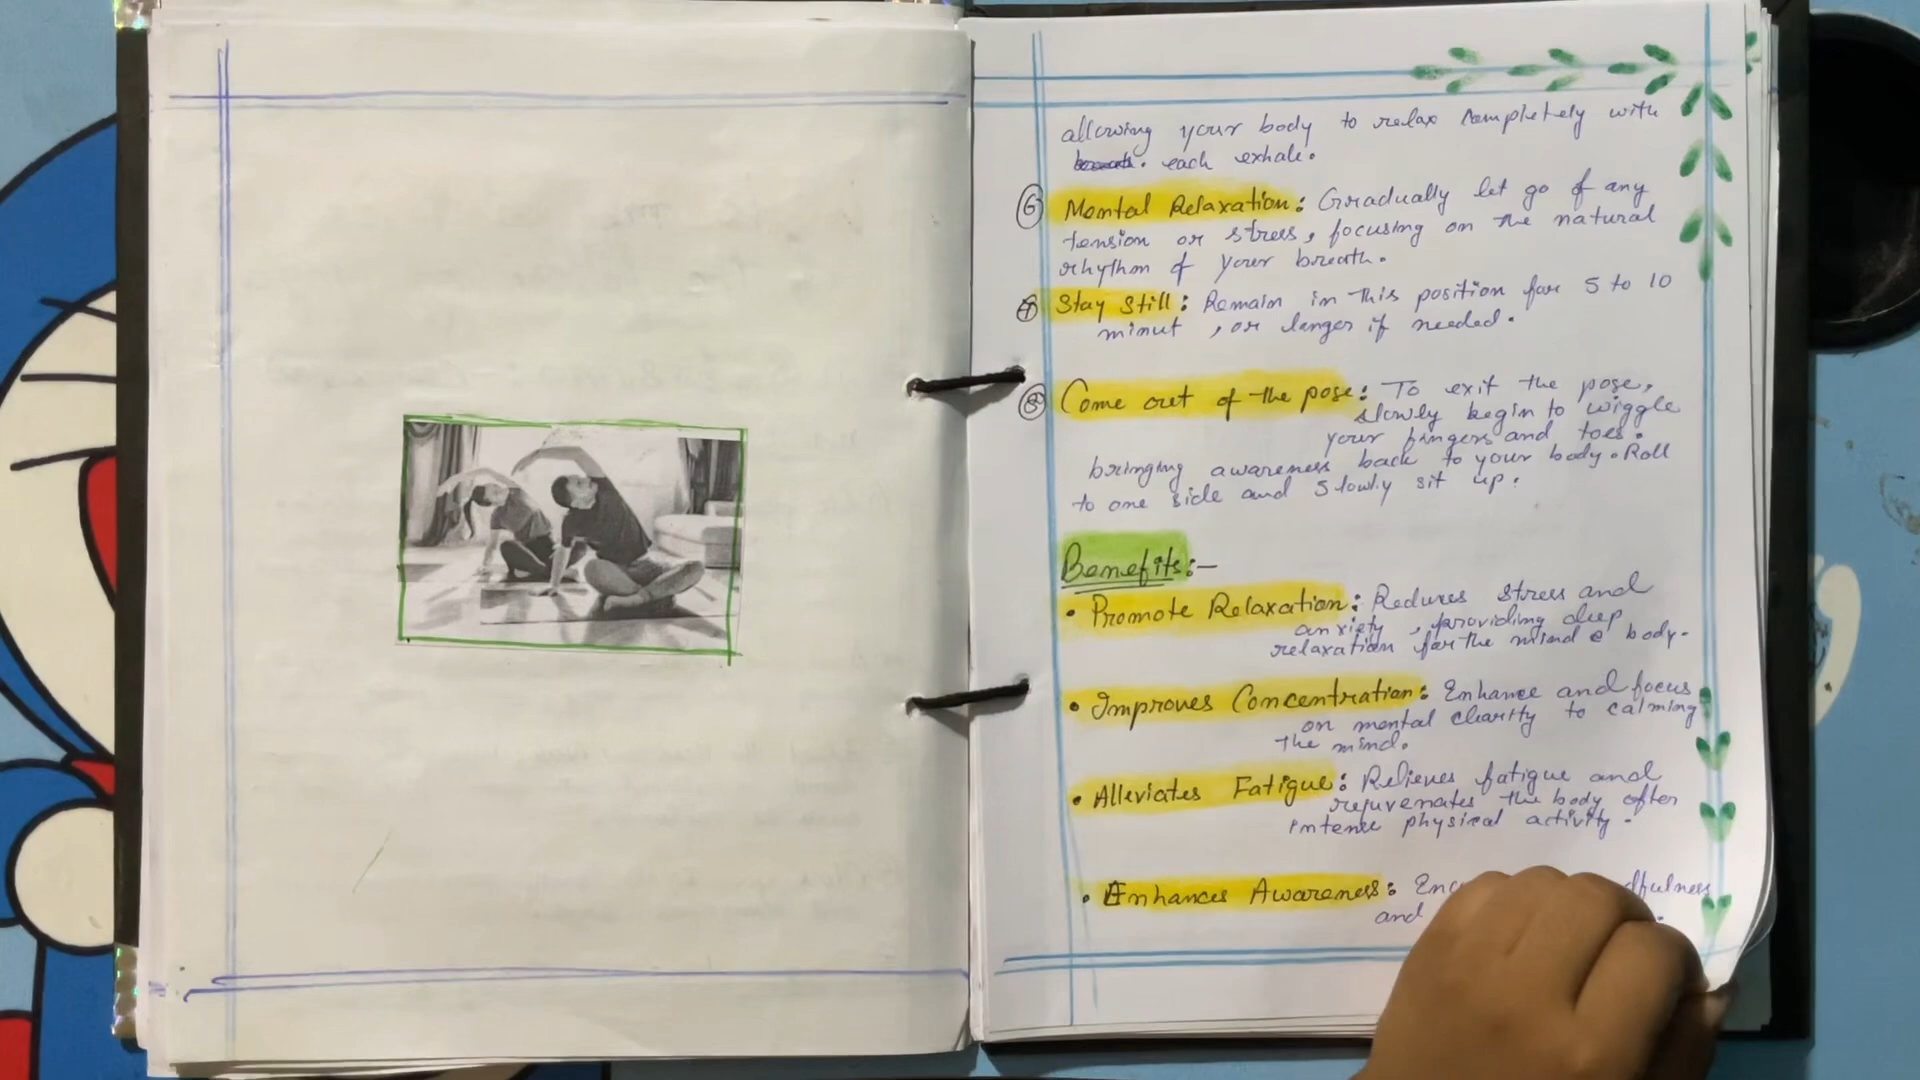 allowing your body to relax completely with
each exhale.
⑥ Mental Relaxation: Gradually let go of any
tension or stress, focusing on the natural
rhythm of your breath.
⑦ Stay Still: Remain in this position for 5 to 10
minut , or longer if needed.
⑧ Come out of the pose: To exit the pose,
slowly begin to wiggle
your fingers and toes.
bringing awareness back to your body. Roll
to one side and slowly sit up.
Benefits:-
• Promote Relaxation: Reduces stress and
anxiety , providing deep
relaxation for the mind & body.
• Improves Concentration: Enhance and focus
on mental clarity to calming
the mind.
• Alleviates Fatigue: Relieves fatigue and
rejuvenates the body after
intense physical activity.
• Enhances Awareness:
and